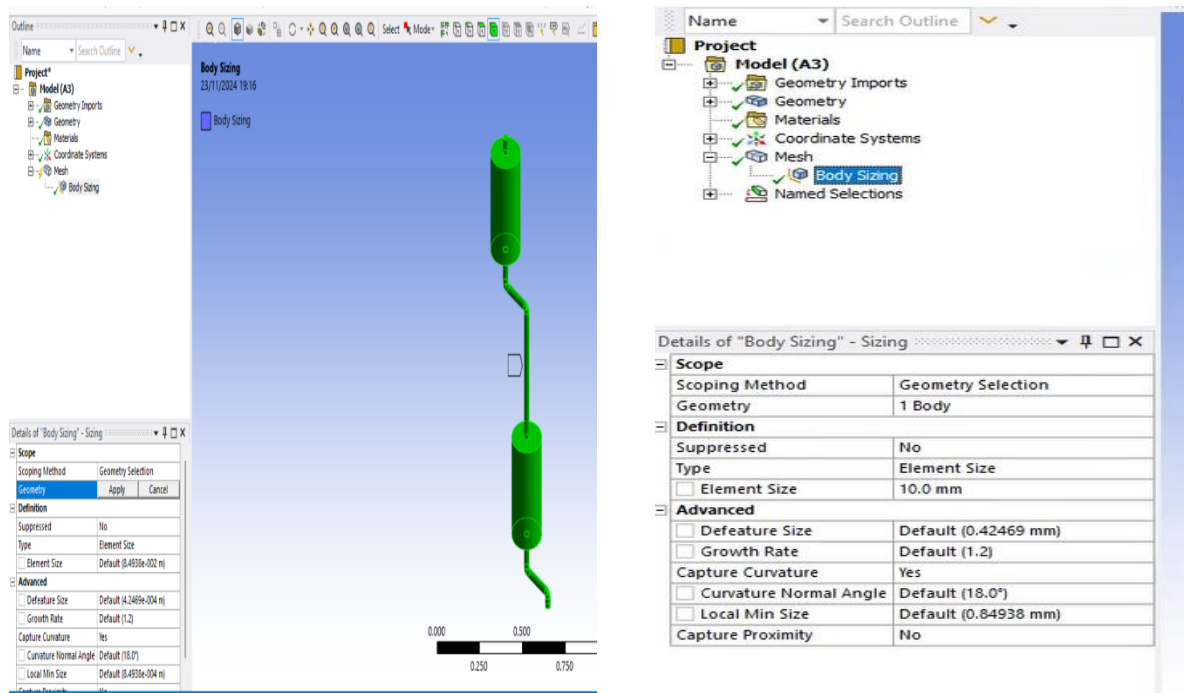 Outline
Name Search Outline
Project*
Model (A3)
Geometry Imports
Geometry
Materials
Coordinate Systems
Mesh
Body Sizing
Details of "Body Sizing" - Sizing
Scope
Scoping Method Geometry Selection
Geometry Apply Cancel
Definition
Suppressed No
Type Element Size
Element Size Default (8.4938e-002 m)
Advanced
Defeature Size Default (4.2469e-004 m)
Growth Rate Default (1.2)
Capture Curvature Yes
Curvature Normal Angle Default (18.0°)
Local Min Size Default (8.4938e-004 m)
Capture Proximity No
Select Mode
Body Sizing
23/11/2024 19:16
Body Sizing
0.000 0.500
0.250 0.750
Name Search Outline
Project
Model (A3)
Geometry Imports
Geometry
Materials
Coordinate Systems
Mesh
Body Sizing
Named Selections
Details of "Body Sizing" - Sizing
Scope
Scoping Method Geometry Selection
Geometry 1 Body
Definition
Suppressed No
Type Element Size
Element Size 10.0 mm
Advanced
Defeature Size Default (0.42469 mm)
Growth Rate Default (1.2)
Capture Curvature Yes
Curvature Normal Angle Default (18.0°)
Local Min Size Default (0.84938 mm)
Capture Proximity No